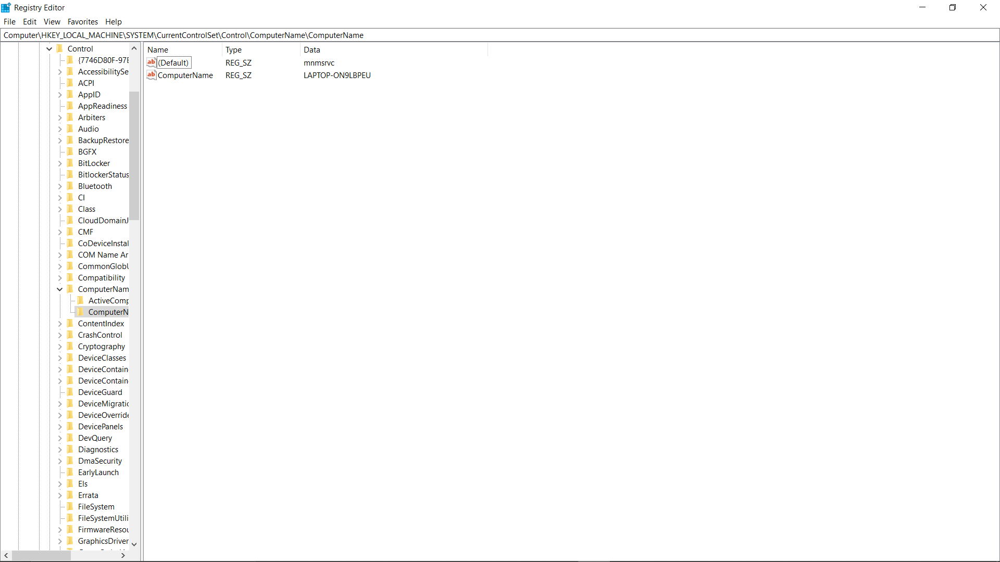 Registry Editor
File Edit View Favorites Help
Computer\HKEY_LOCAL_MACHINE\SYSTEM\CurrentControlSet\Control\ComputerName\ComputerName
Control
{7746D80F-97E
AccessibilitySe
ACPI
AppID
AppReadiness
Arbiters
Audio
BackupRestore
BGFX
BitLocker
BitlockerStatus
Bluetooth
CI
Class
CloudDomainJ
CMF
CoDeviceInstal
COM Name Ar
CommonGlobU
Compatibility
ComputerNam
ActiveComp
ComputerN
ContentIndex
CrashControl
Cryptography
DeviceClasses
DeviceContain
DeviceContain
DeviceGuard
DeviceMigratic
DeviceOverride
DevicePanels
DevQuery
Diagnostics
DmaSecurity
EarlyLaunch
Els
Errata
FileSystem
FileSystemUtili
FirmwareResou
GraphicsDriver
Name Type Data
ab (Default) REG_SZ mnmsrvc
ab ComputerName REG_SZ LAPTOP-ON9LBPEU